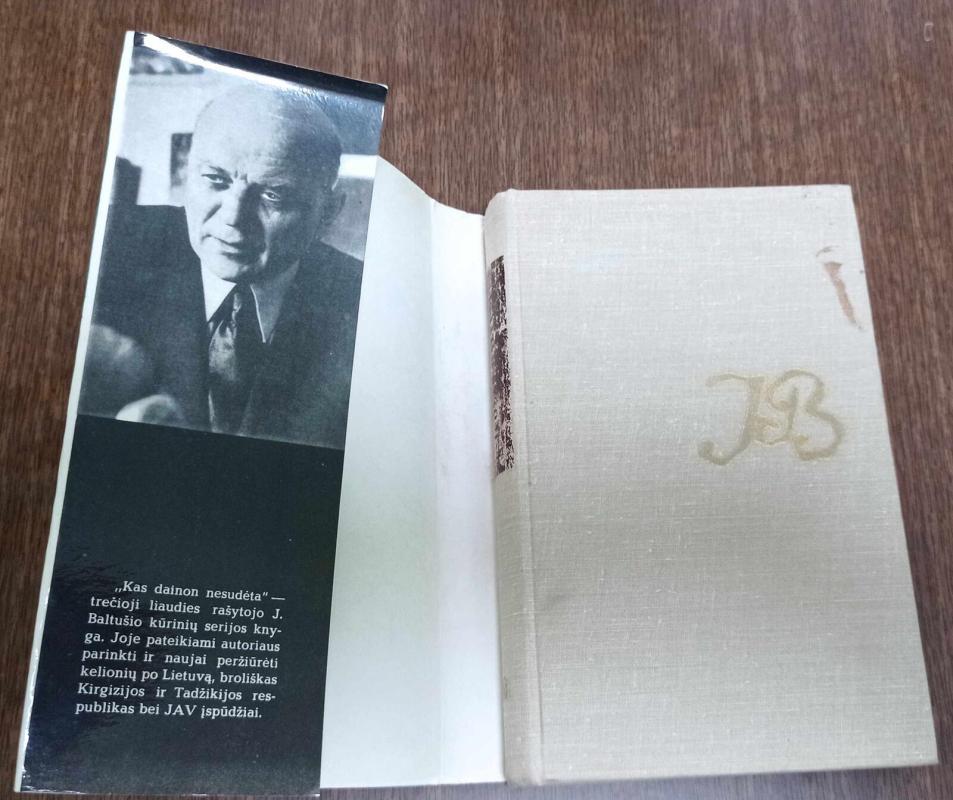 „Kas dainon nesudėta" —
trečioji liaudies rašytojo J.
Baltušio kūrinių serijos kny-
ga. Joje pateikiami autoriaus
parinkti ir naujai peržiūrėti
kelionių po Lietuvą, broliškas
Kirgizijos ir Tadžikijos res-
publikas bei JAV įspūdžiai.
JB